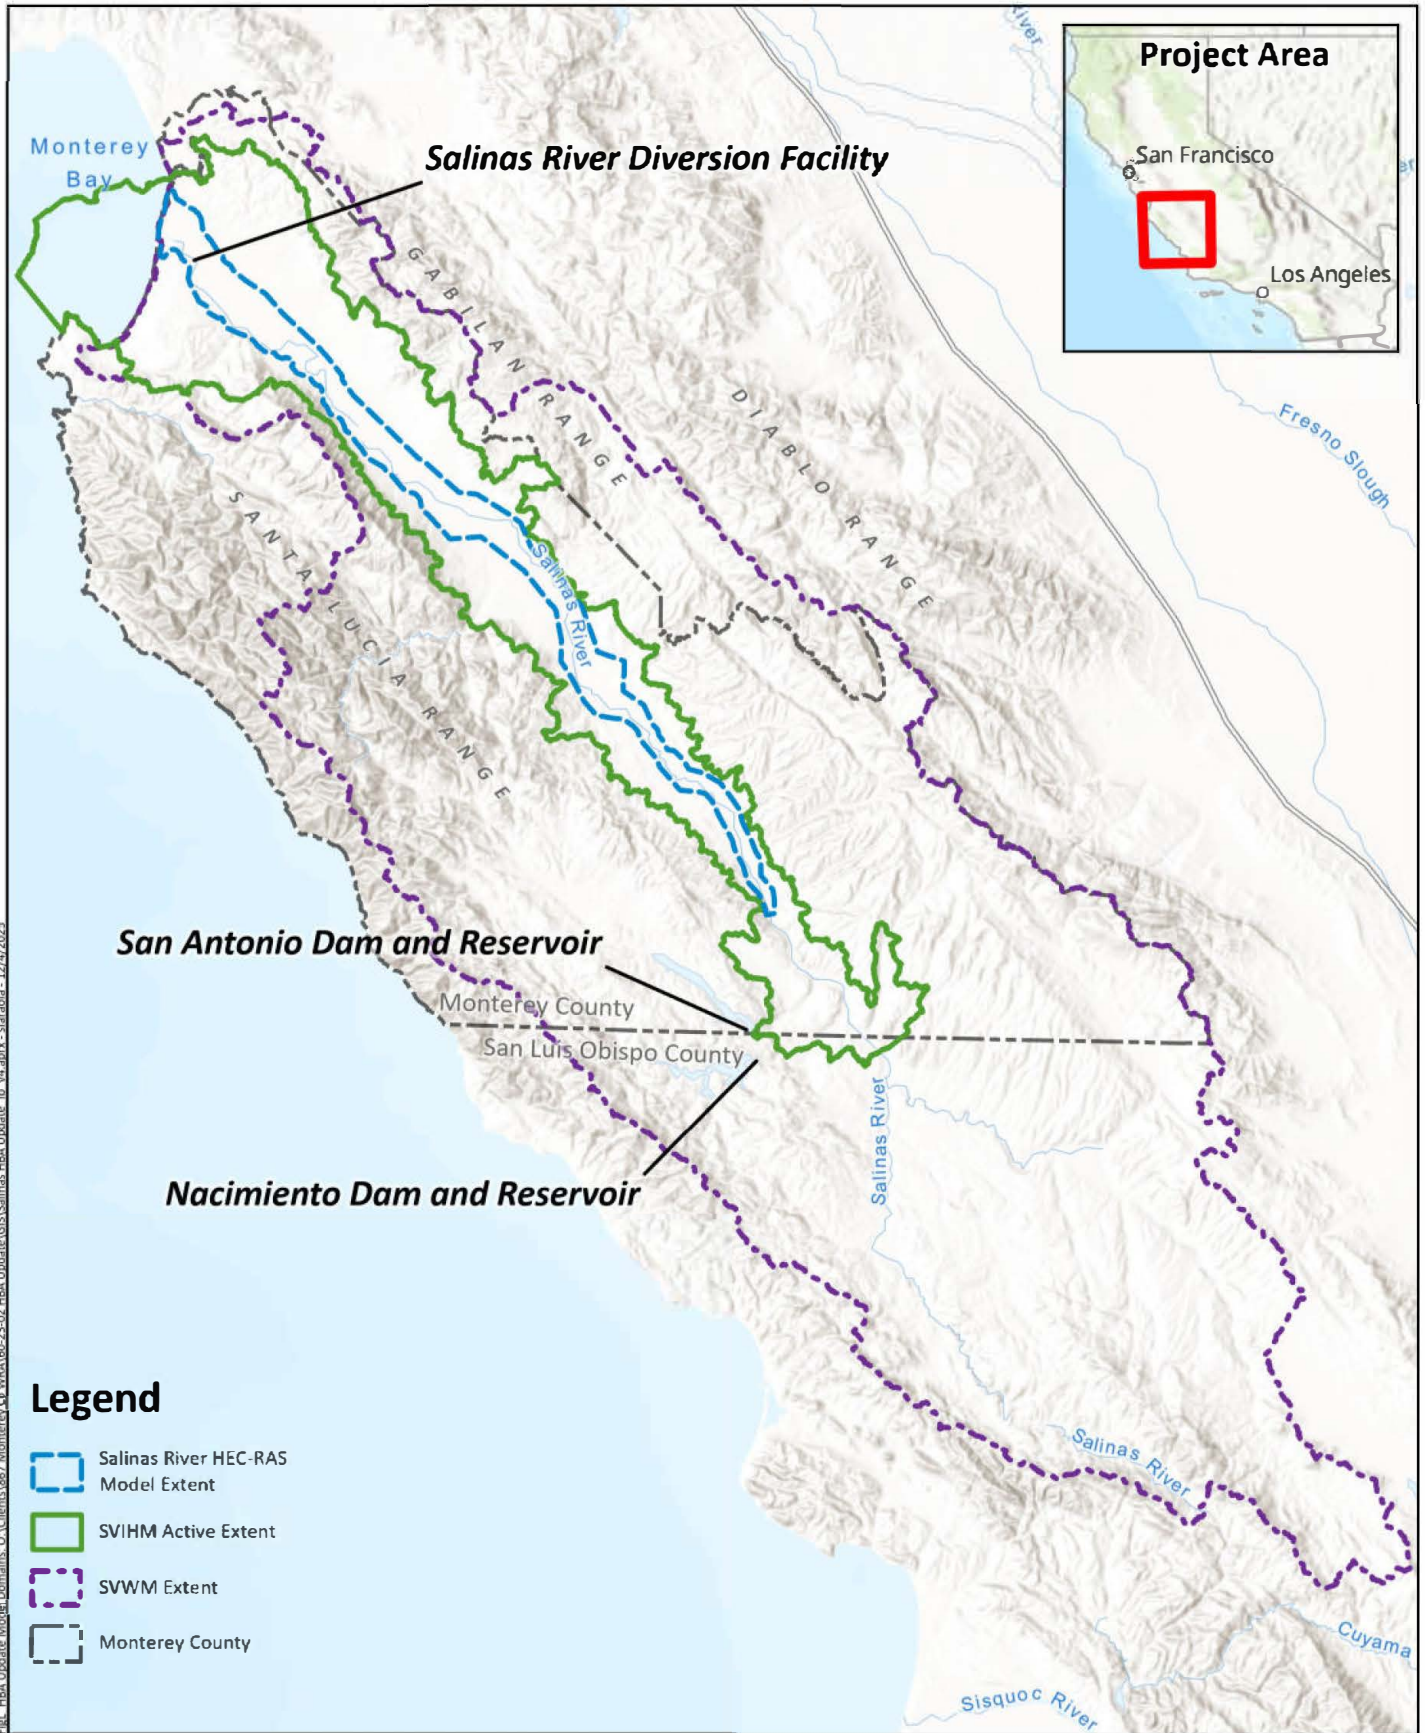 Project Area
San Francisco
Los Angeles
River
Monterey
Bay
Salinas River Diversion Facility
GABILAN RANGE
DIABLO RANGE
Fresno Slough
SANTA LUCIA RANGE
Salinas River
San Antonio Dam and Reservoir
Monterey County
San Luis Obispo County
Nacimiento Dam and Reservoir
Salinas River
Salinas River
Cuyama
Sisquoc River
Legend
Salinas River HEC-RAS
Model Extent
SVIHM Active Extent
SVWM Extent
Monterey County